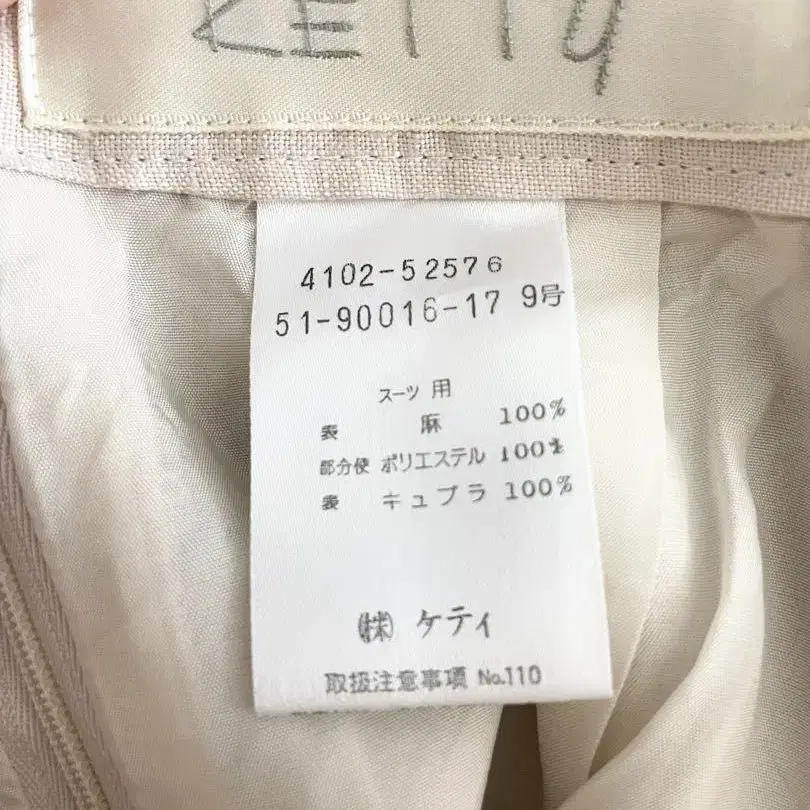 KETTY
4102-52576
51-90016-17 9号
スーツ 用
表 麻 100%
部分使 ポリエステル 100%
表 キュプラ 100%
㈱ ケティ
取扱注意事項 No.110